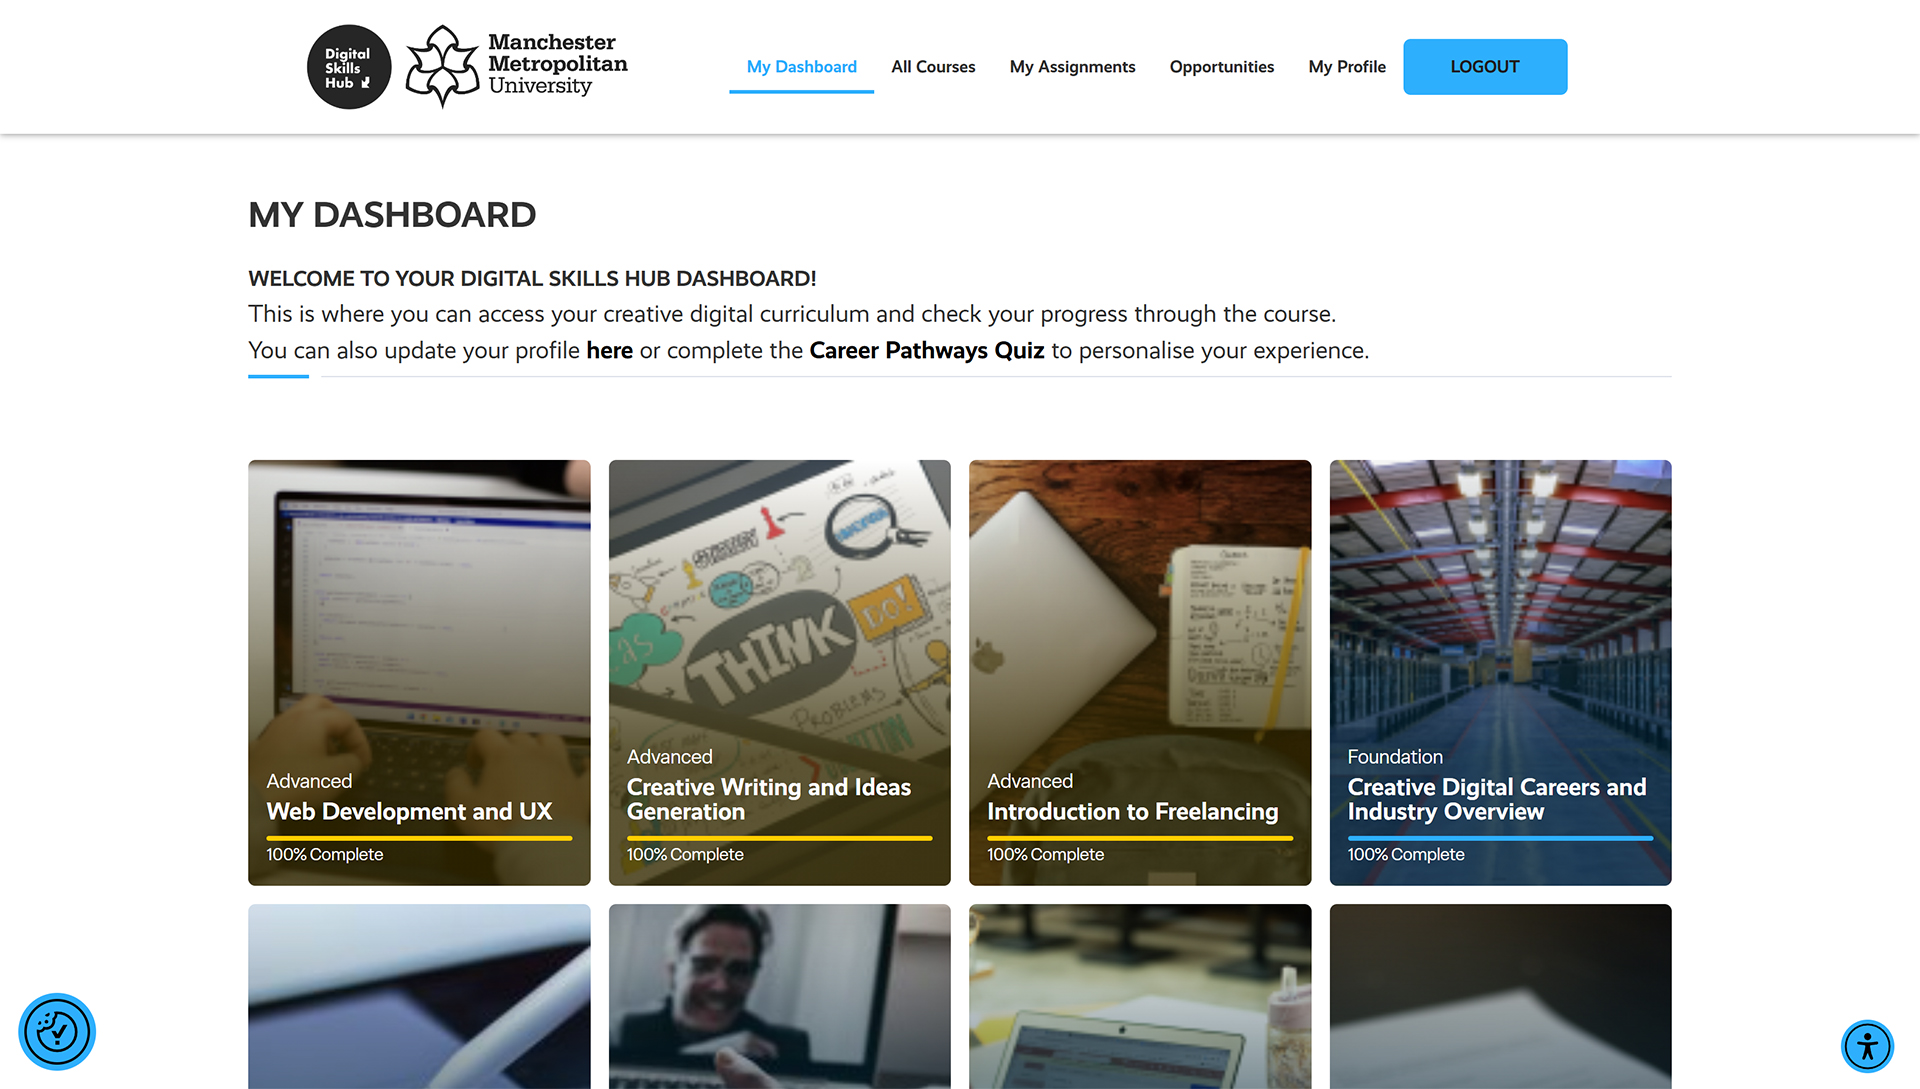 Digital
Skills
Hub
Manchester
Metropolitan
University
My Dashboard
All Courses
My Assignments
Opportunities
My Profile
LOGOUT
MY DASHBOARD
WELCOME TO YOUR DIGITAL SKILLS HUB DASHBOARD!
This is where you can access your creative digital curriculum and check your progress through the course.
You can also update your profile here or complete the Career Pathways Quiz to personalise your experience.
THINK
DO!
PROBLEMS
Advanced
Web Development and UX
100% Complete
Advanced
Creative Writing and Ideas
Generation
100% Complete
Advanced
Introduction to Freelancing
100% Complete
Foundation
Creative Digital Careers and
Industry Overview
100% Complete